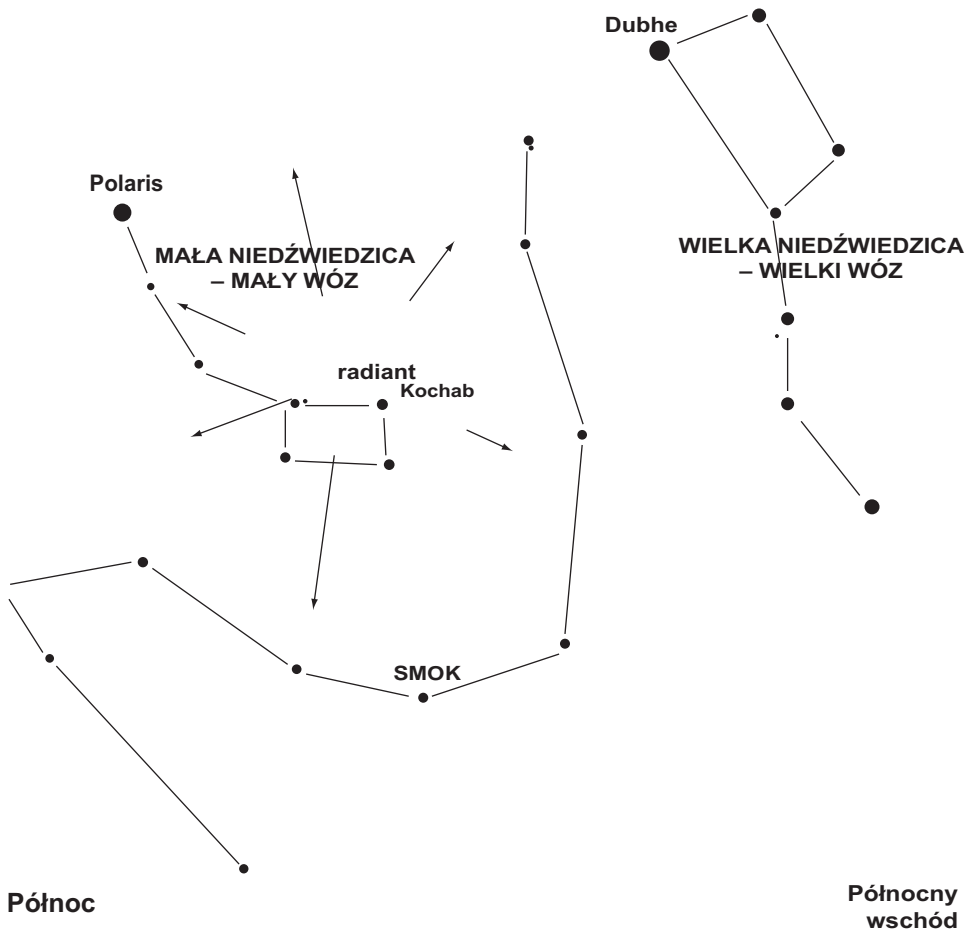 Dubhe
Polaris
MAŁA NIEDŹWIEDZICA
– MAŁY WÓZ
WIELKA NIEDŹWIEDZICA
– WIELKI WÓZ
radiant
Kochab
SMOK
Północ
Północny
wschód